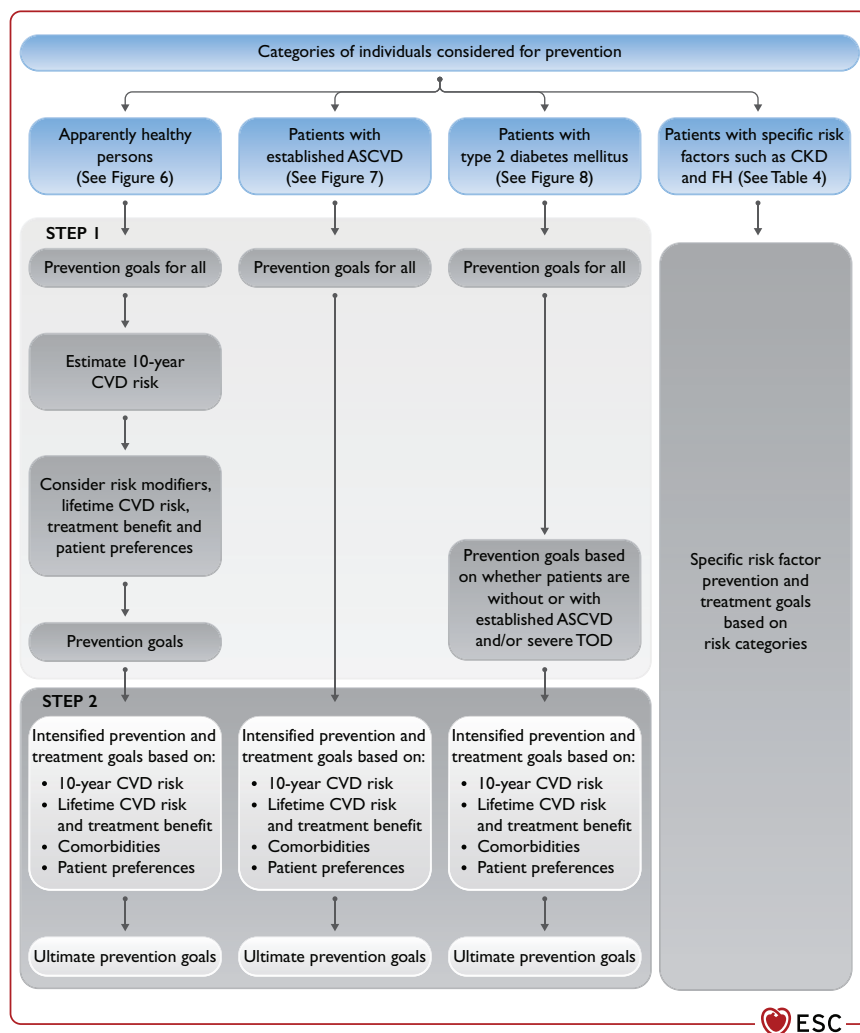 Categories of individuals considered for prevention
Apparently healthy
persons
(See Figure 6)
Patients with
established ASCVD
(See Figure 7)
Patients with
type 2 diabetes mellitus
(See Figure 8)
Patients with specific risk
factors such as CKD
and FH (See Table 4)
STEP 1
Prevention goals for all
Estimate 10-year
CVD risk
Consider risk modifiers,
lifetime CVD risk,
treatment benefit and
patient preferences
Prevention goals
Prevention goals for all
Prevention goals for all
Prevention goals based
on whether patients are
without or with
established ASCVD
and/or severe TOD
Specific risk factor
prevention and
treatment goals
based on
risk categories
STEP 2
Intensified prevention and
treatment goals based on:
• 10-year CVD risk
• Lifetime CVD risk
and treatment benefit
• Comorbidities
• Patient preferences
Ultimate prevention goals
Intensified prevention and
treatment goals based on:
• 10-year CVD risk
• Lifetime CVD risk
and treatment benefit
• Comorbidities
• Patient preferences
Ultimate prevention goals
Intensified prevention and
treatment goals based on:
• 10-year CVD risk
• Lifetime CVD risk
and treatment benefit
• Comorbidities
• Patient preferences
Ultimate prevention goals
ESC